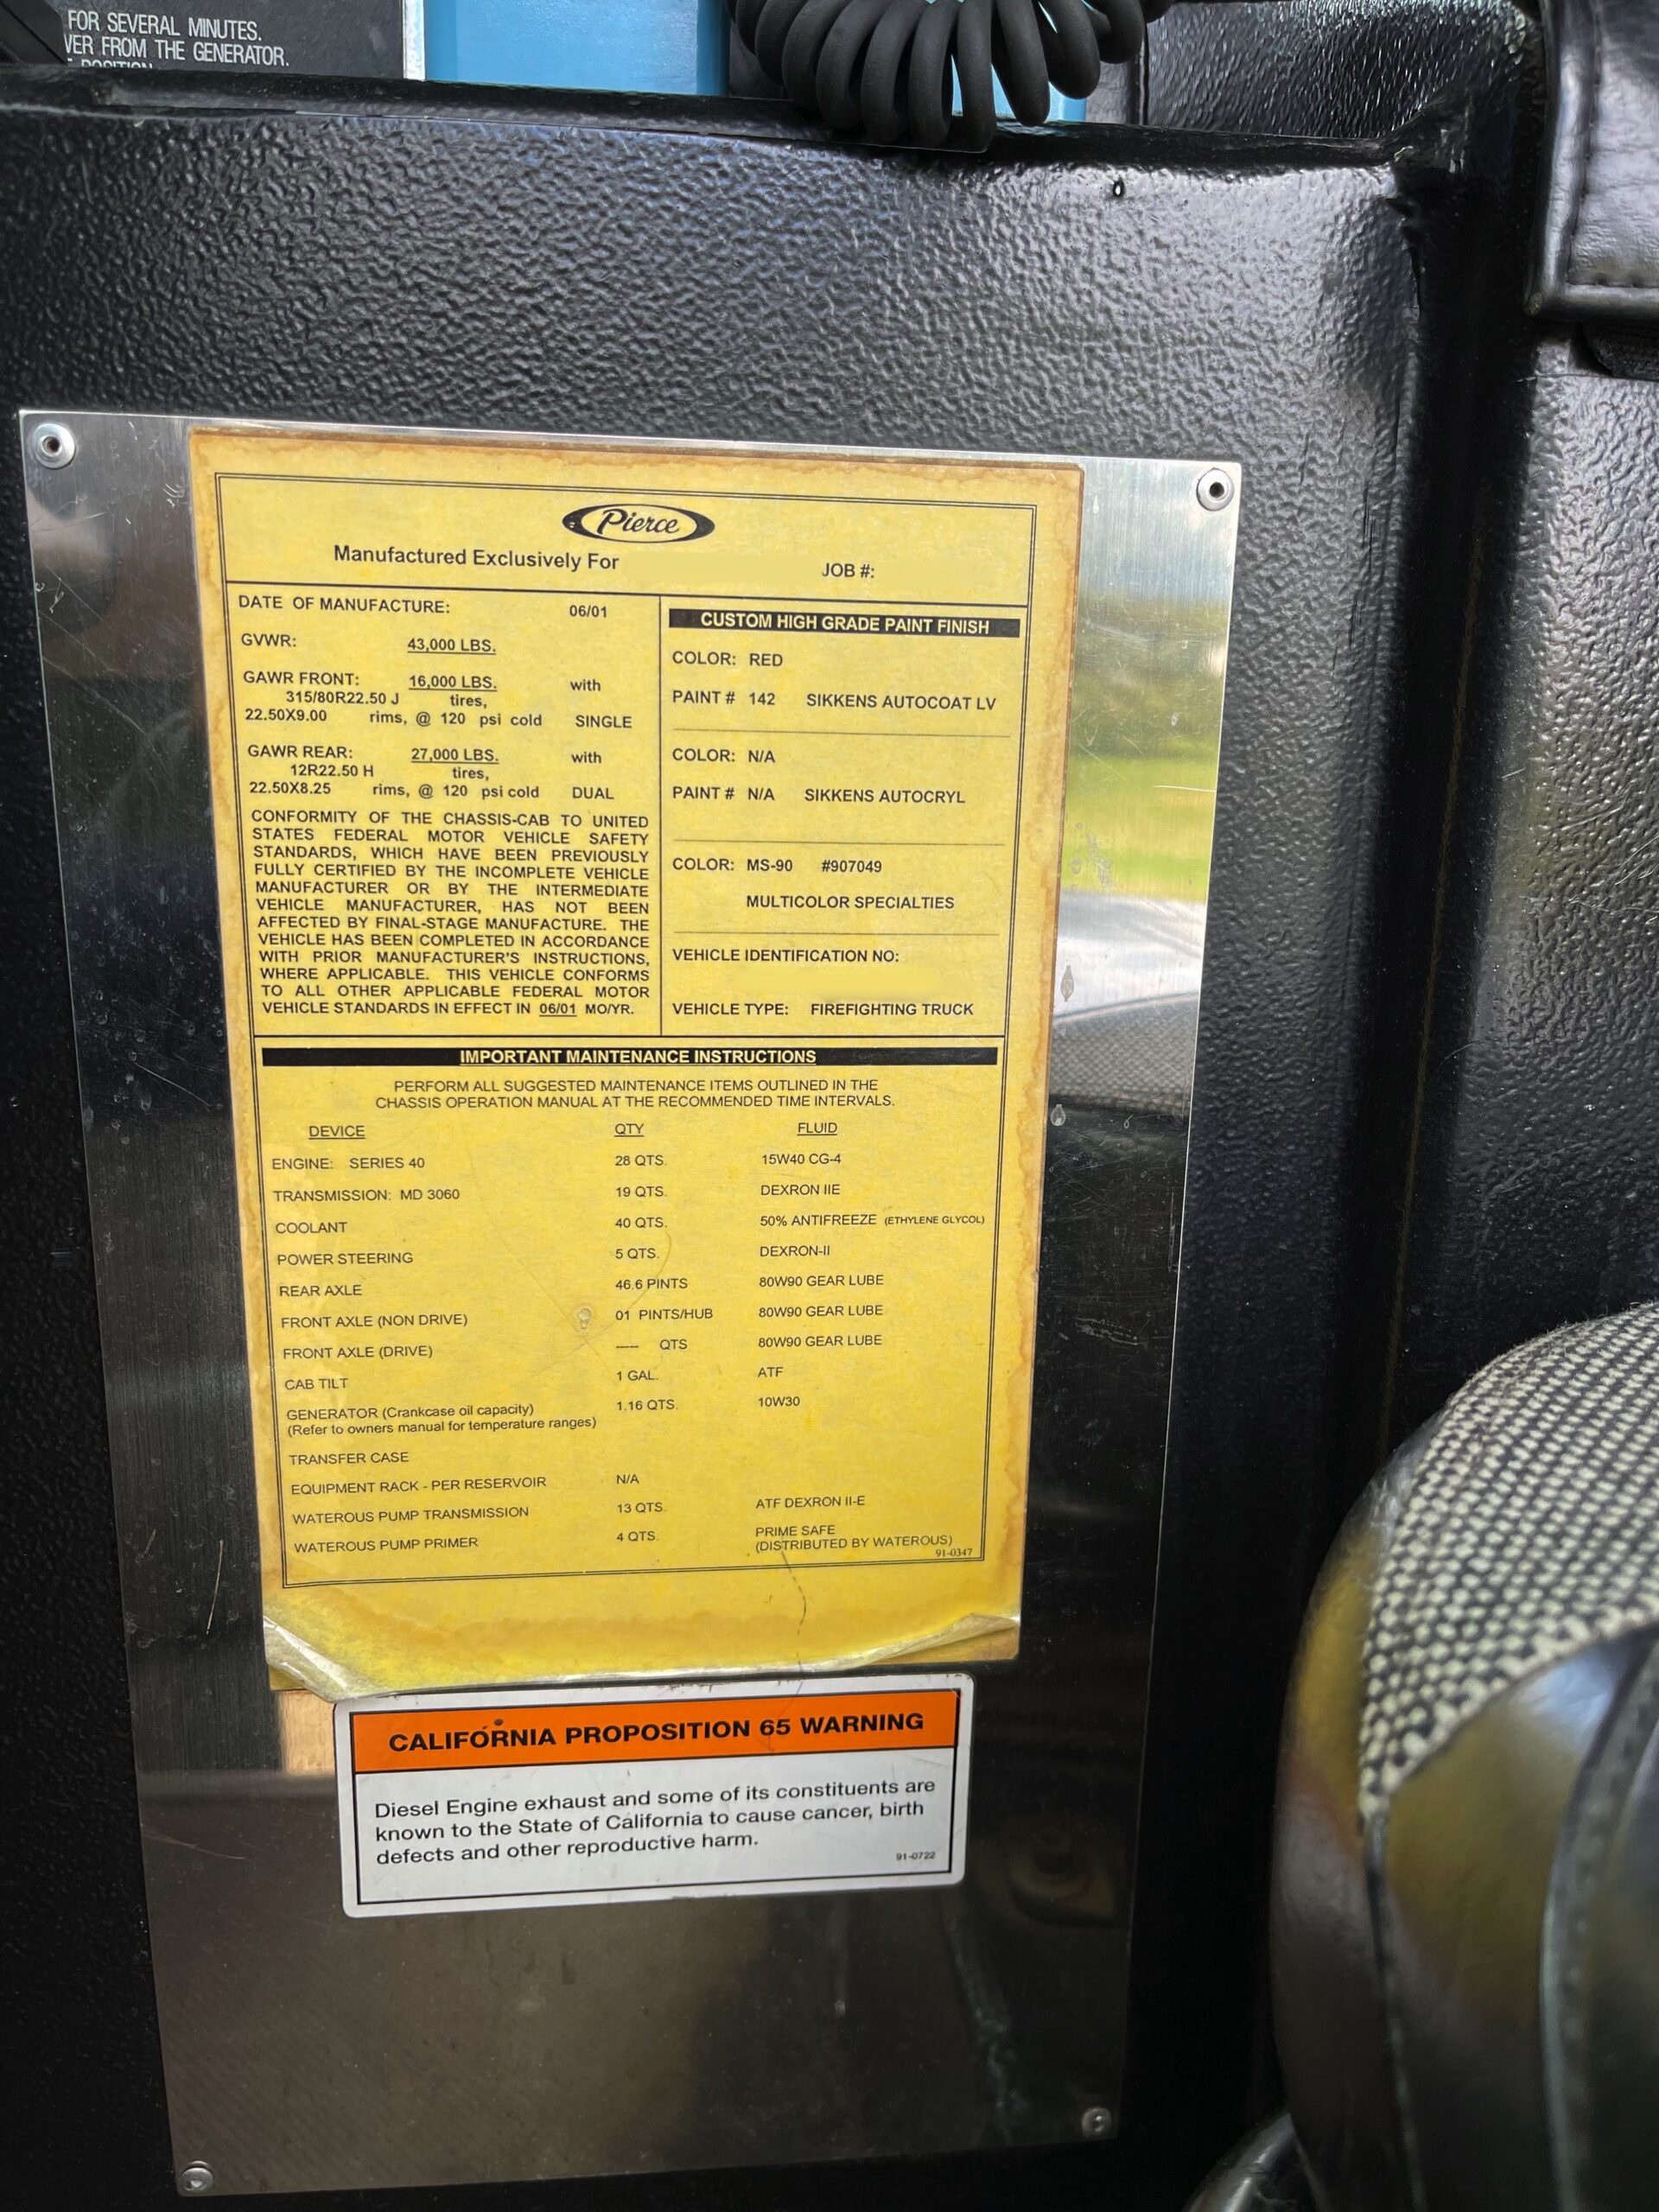 FOR SEVERAL MINUTES.
VER FROM THE GENERATOR.
POSITION
Pierce
Manufactured Exclusively For
JOB #:
DATE OF MANUFACTURE: 06/01
GVWR: 43,000 LBS.
GAWR FRONT: 16,000 LBS. with
315/80R22.50 J tires,
22.50X9.00 rims, @ 120 psi cold SINGLE
GAWR REAR: 27,000 LBS. with
12R22.50 H tires,
22.50X8.25 rims, @ 120 psi cold DUAL
CONFORMITY OF THE CHASSIS-CAB TO UNITED
STATES FEDERAL MOTOR VEHICLE SAFETY
STANDARDS, WHICH HAVE BEEN PREVIOUSLY
FULLY CERTIFIED BY THE INCOMPLETE VEHICLE
MANUFACTURER OR BY THE INTERMEDIATE
VEHICLE MANUFACTURER, HAS NOT BEEN
AFFECTED BY FINAL-STAGE MANUFACTURE. THE
VEHICLE HAS BEEN COMPLETED IN ACCORDANCE
WITH PRIOR MANUFACTURER'S INSTRUCTIONS,
WHERE APPLICABLE. THIS VEHICLE CONFORMS
TO ALL OTHER APPLICABLE FEDERAL MOTOR
VEHICLE STANDARDS IN EFFECT IN 06/01 MO/YR.
CUSTOM HIGH GRADE PAINT FINISH
COLOR: RED
PAINT # 142 SIKKENS AUTOCOAT LV
COLOR: N/A
PAINT # N/A SIKKENS AUTOCRYL
COLOR: MS-90 #907049
MULTICOLOR SPECIALTIES
VEHICLE IDENTIFICATION NO:
VEHICLE TYPE: FIREFIGHTING TRUCK
IMPORTANT MAINTENANCE INSTRUCTIONS
PERFORM ALL SUGGESTED MAINTENANCE ITEMS OUTLINED IN THE
CHASSIS OPERATION MANUAL AT THE RECOMMENDED TIME INTERVALS.
DEVICE QTY FLUID
ENGINE: SERIES 40 28 QTS. 15W40 CG-4
TRANSMISSION: MD 3060 19 QTS. DEXRON IIE
COOLANT 40 QTS. 50% ANTIFREEZE (ETHYLENE GLYCOL)
POWER STEERING 5 QTS. DEXRON-II
REAR AXLE 46.6 PINTS 80W90 GEAR LUBE
FRONT AXLE (NON DRIVE) 01 PINTS/HUB 80W90 GEAR LUBE
FRONT AXLE (DRIVE) ---- QTS 80W90 GEAR LUBE
CAB TILT 1 GAL. ATF
GENERATOR (Crankcase oil capacity) 1.16 QTS. 10W30
(Refer to owners manual for temperature ranges)
TRANSFER CASE
EQUIPMENT RACK - PER RESERVOIR N/A
WATEROUS PUMP TRANSMISSION 13 QTS. ATF DEXRON II-E
WATEROUS PUMP PRIMER 4 QTS. PRIME SAFE
(DISTRIBUTED BY WATEROUS)
91-0347
CALIFORNIA PROPOSITION 65 WARNING
Diesel Engine exhaust and some of its constituents are
known to the State of California to cause cancer, birth
defects and other reproductive harm.
91-0722